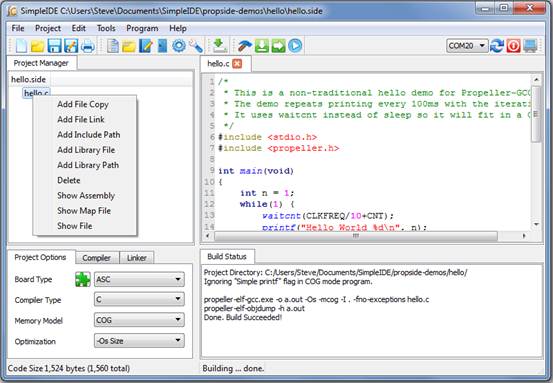 SimpleIDE C:\Users\Steve\Documents\SimpleIDE\propside-demos\hello\hello.side
File Project Edit Tools Program Help
COM20
Project Manager
hello.side
hello.c
Add File Copy
Add File Link
Add Include Path
Add Library File
Add Library Path
Delete
Show Assembly
Show Map File
Show File
hello.c
1 /*
2 * This is a non-traditional hello demo for Propeller-GCC
3 * The demo repeats printing every 100ms with the iterati
4 * It uses waitcnt instead of sleep so it will fit in a C
5 */
6 #include <stdio.h>
7 #include <propeller.h>
8
9 int main(void)
10 {
11 int n = 1;
12 while(1) {
13 waitcnt(CLKFREQ/10+CNT);
14 printf("Hello World %d\n", n);
Project Options Compiler Linker
Board Type ASC
Compiler Type C
Memory Model COG
Optimization -Os Size
Build Status
Project Directory: C:/Users/Steve/Documents/SimpleIDE/propside-demos/hello/
Ignoring "Simple printf" flag in COG mode program.
propeller-elf-gcc.exe -o a.out -Os -mcog -I . -fno-exceptions hello.c
propeller-elf-objdump -h a.out
Done. Build Succeeded!
Code Size 1,524 bytes (1,560 total)
Building ... done.